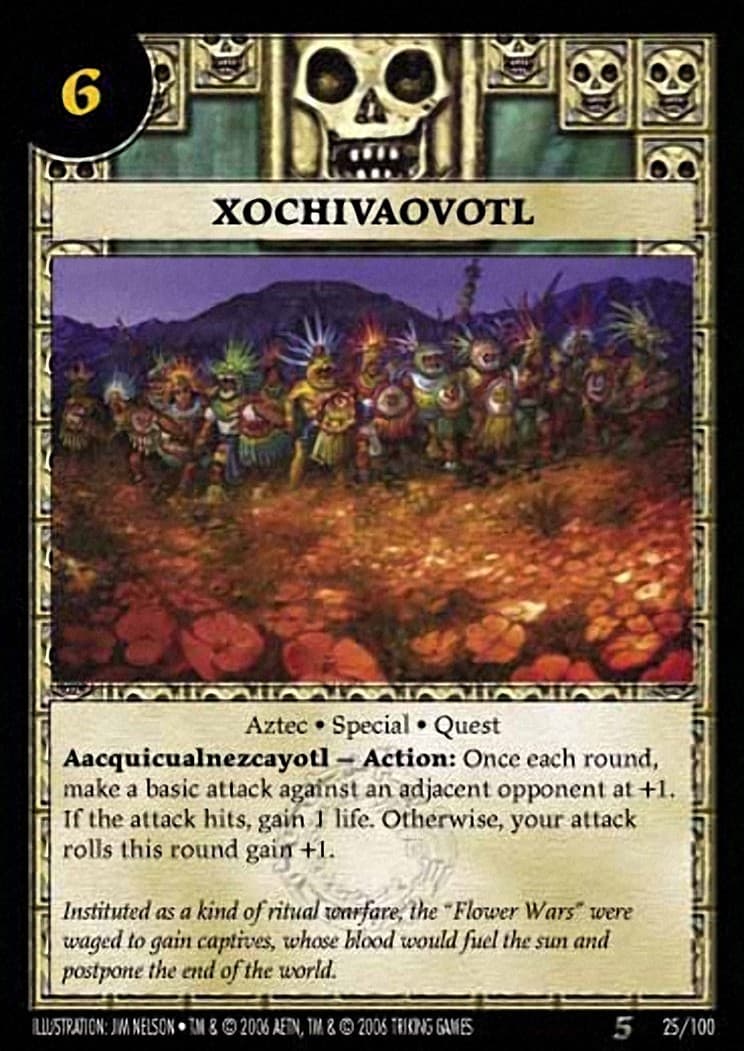 6
XOCHIVAOVOTL
Aztec • Special • Quest
Aacquicualnezcayotl – Action: Once each round,
make a basic attack against an adjacent opponent at +1.
If the attack hits, gain 1 life. Otherwise, your attack
rolls this round gain +1.
Instituted as a kind of ritual warfare, the "Flower Wars" were
waged to gain captives, whose blood would fuel the sun and
postpone the end of the world.
ILLUSTRATION: JIM NELSON • TM & © 2006 AETN, TM & © 2006 TRIKING GAMES 5 25/100